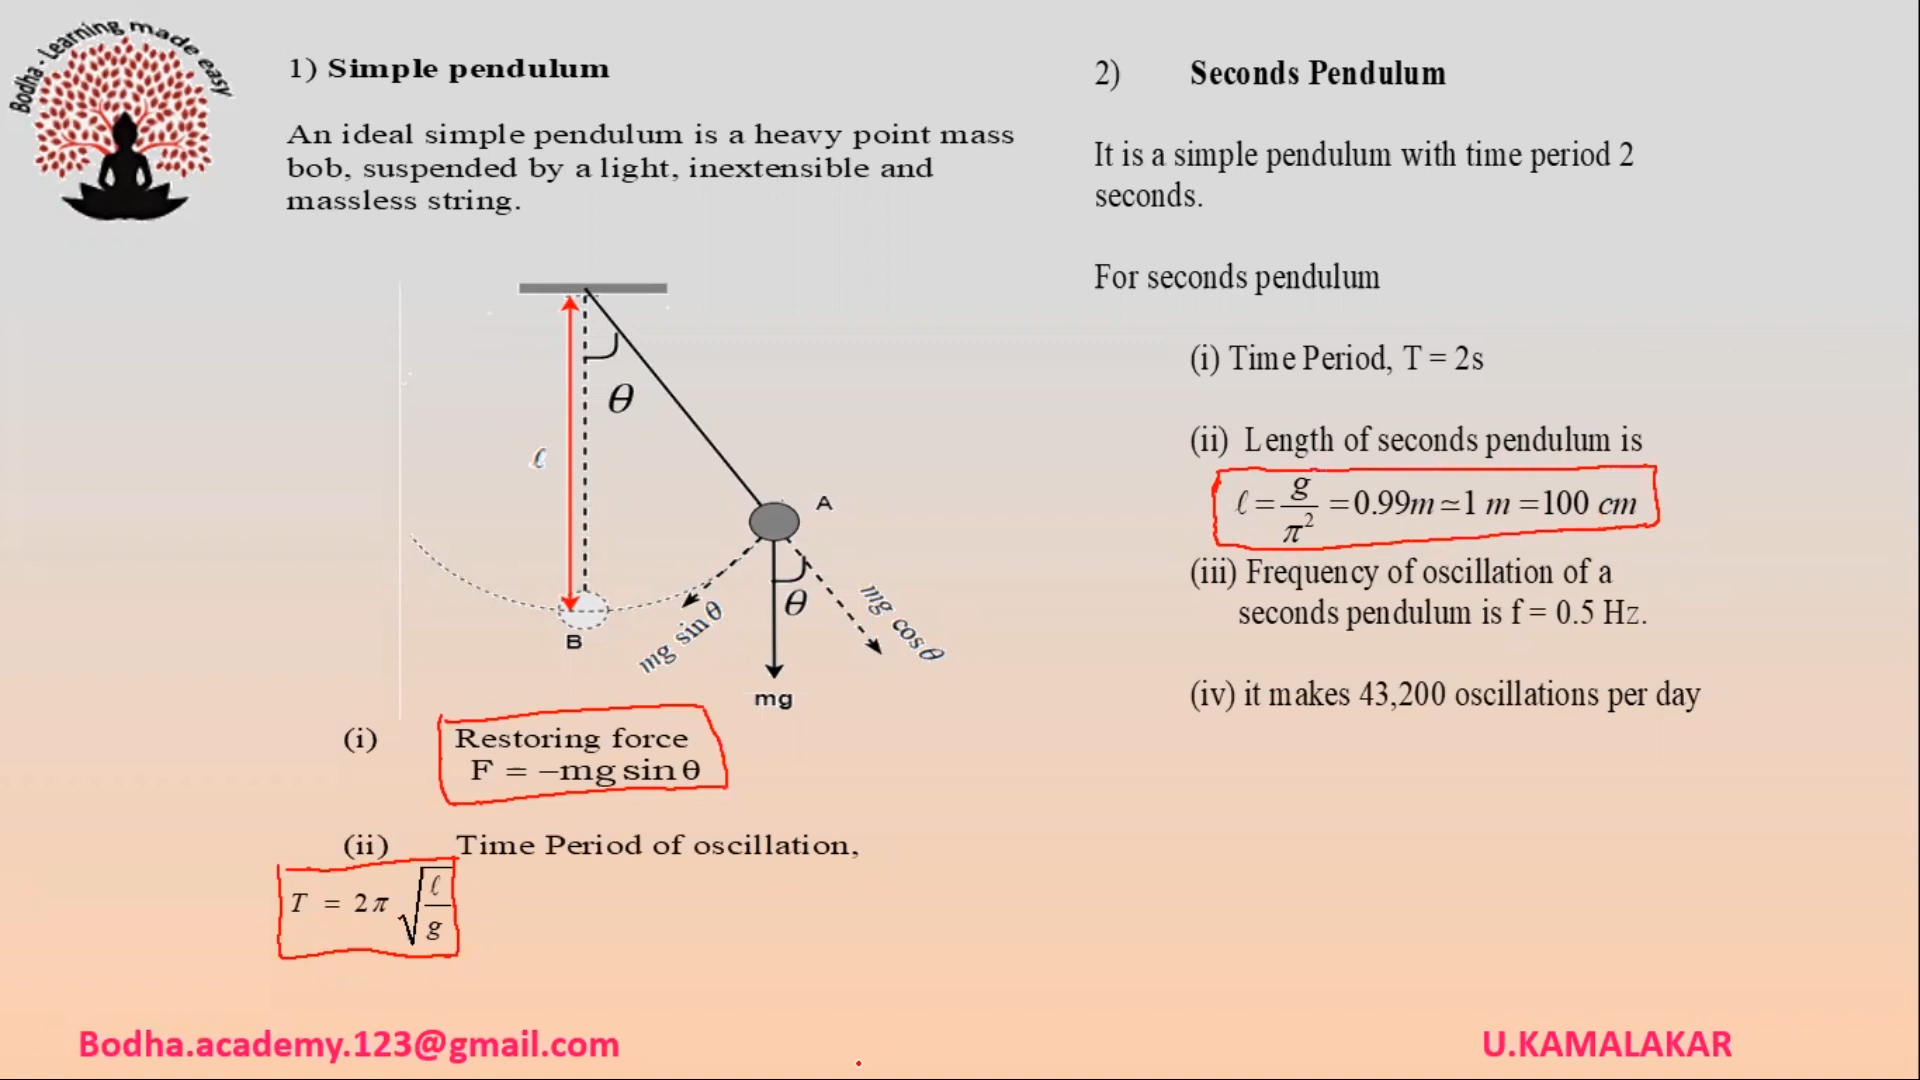 Bodha - Learning made easy
1) Simple pendulum
An ideal simple pendulum is a heavy point mass
bob, suspended by a light, inextensible and
massless string.
θ
ℓ
A
B
mg sinθ
θ
mg cosθ
mg
(i) Restoring force
F = −mg sin θ
(ii) Time Period of oscillation,
T = 2π √(ℓ/g)
2) Seconds Pendulum
It is a simple pendulum with time period 2
seconds.
For seconds pendulum
(i) Time Period, T = 2s
(ii) Length of seconds pendulum is
ℓ = g/π² = 0.99m ≃ 1 m = 100 cm
(iii) Frequency of oscillation of a
seconds pendulum is f = 0.5 Hz.
(iv) it makes 43,200 oscillations per day
Bodha.academy.123@gmail.com
U.KAMALAKAR